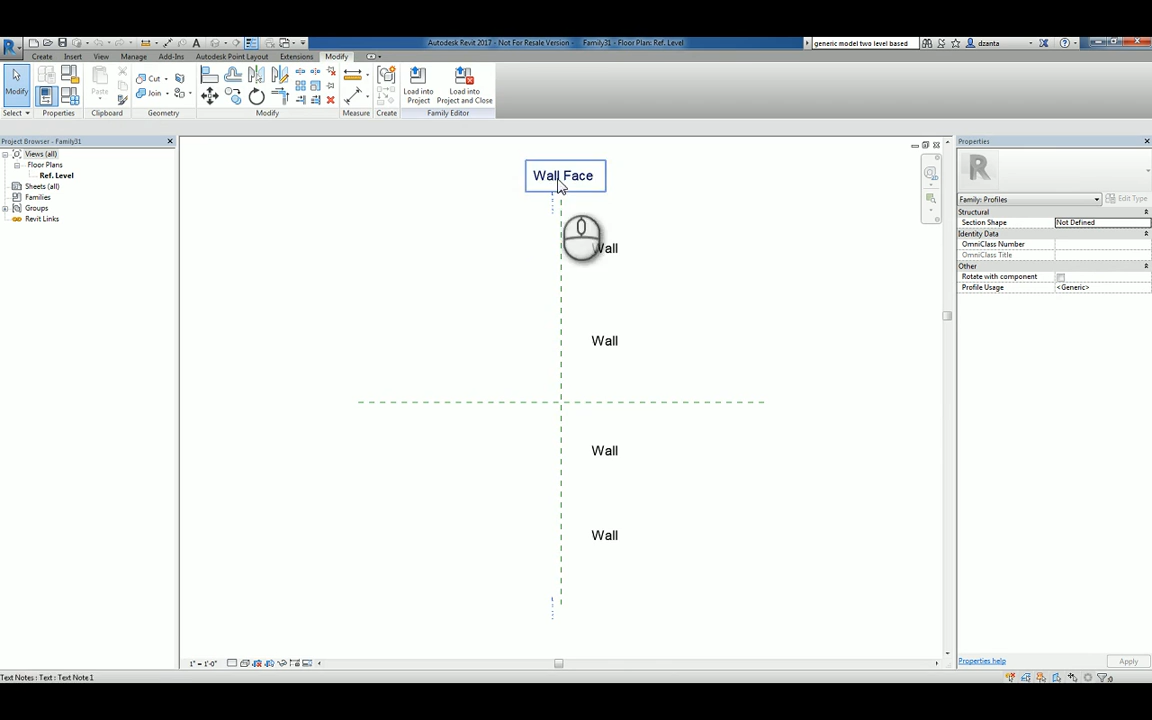 Autodesk Revit 2017 - Not For Resale Version - Family31 - Floor Plan: Ref. Level
generic model two level based
dzanta
Create Insert View Manage Add-Ins Autodesk Point Layout Extensions Modify
Modify
Paste
Cut
Join
Load into
Project
Load into
Project and Close
Select Properties Clipboard Geometry Modify Measure Create Family Editor
Project Browser - Family31
Views (all)
Floor Plans
Ref. Level
Sheets (all)
Families
Groups
Revit Links
Wall Face
Wall
Wall
Wall
Wall
Properties
R
Family: Profiles
Edit Type
Structural
Section Shape Not Defined
Identity Data
OmniClass Number
OmniClass Title
Other
Rotate with component
Profile Usage <Generic>
Properties help
Apply
1" = 1'-0"
Text Notes : Text : Text Note 1